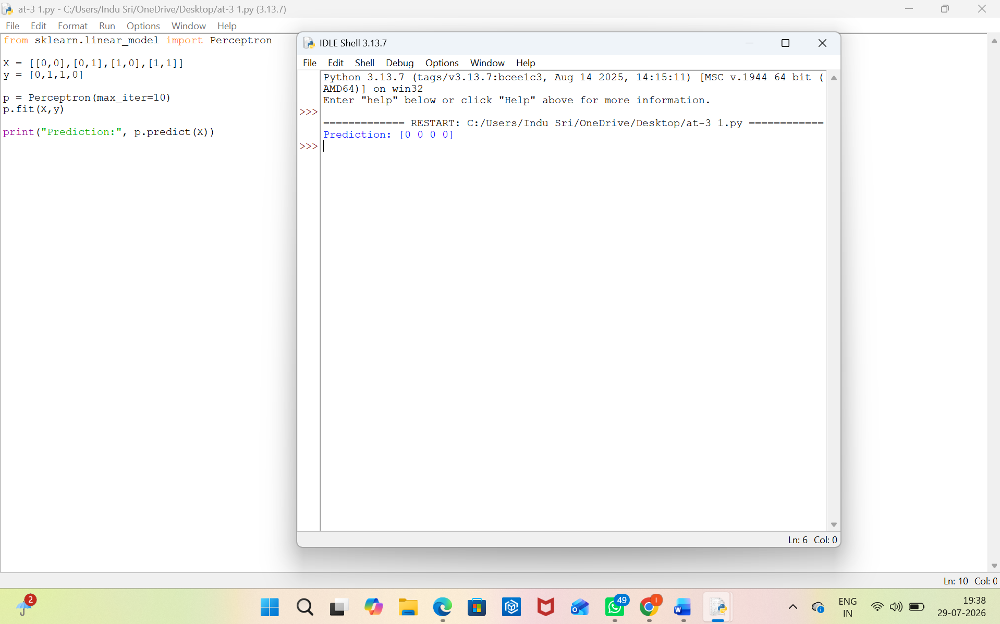 at-3 1.py - C:/Users/Indu Sri/OneDrive/Desktop/at-3 1.py (3.13.7)
File Edit Format Run Options Window Help
from sklearn.linear_model import Perceptron
X = [[0,0],[0,1],[1,0],[1,1]]
y = [0,1,1,0]
p = Perceptron(max_iter=10)
p.fit(X,y)
print("Prediction:", p.predict(X))
IDLE Shell 3.13.7
File Edit Shell Debug Options Window Help
Python 3.13.7 (tags/v3.13.7:bcee1c3, Aug 14 2025, 14:15:11) [MSC v.1944 64 bit (
AMD64)] on win32
Enter "help" below or click "Help" above for more information.
>>>
============= RESTART: C:/Users/Indu Sri/OneDrive/Desktop/at-3 1.py ============
Prediction: [0 0 0 0]
>>>
Ln: 6 Col: 0
Ln: 10 Col: 0
2
49
ENG
IN
19:38
29-07-2026